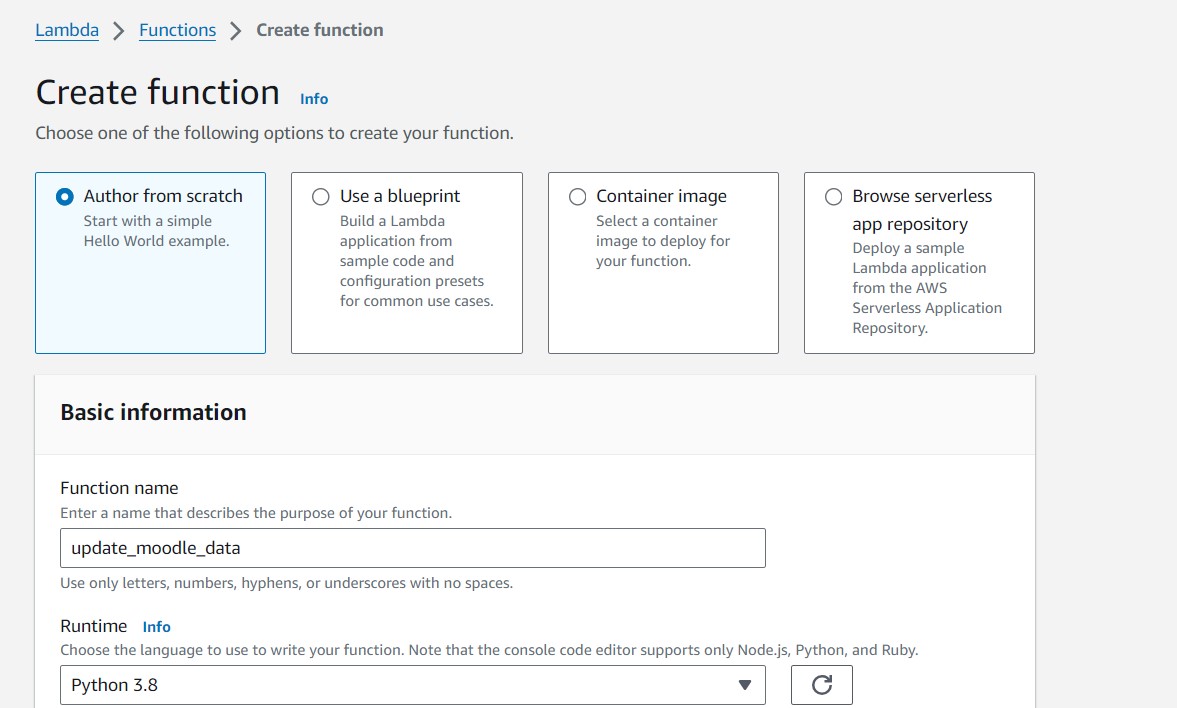 Lambda > Functions > Create function
Create function Info
Choose one of the following options to create your function.
Author from scratch
Start with a simple
Hello World example.
Use a blueprint
Build a Lambda
application from
sample code and
configuration presets
for common use cases.
Container image
Select a container
image to deploy for
your function.
Browse serverless
app repository
Deploy a sample
Lambda application
from the AWS
Serverless Application
Repository.
Basic information
Function name
Enter a name that describes the purpose of your function.
update_moodle_data
Use only letters, numbers, hyphens, or underscores with no spaces.
Runtime Info
Choose the language to use to write your function. Note that the console code editor supports only Node.js, Python, and Ruby.
Python 3.8